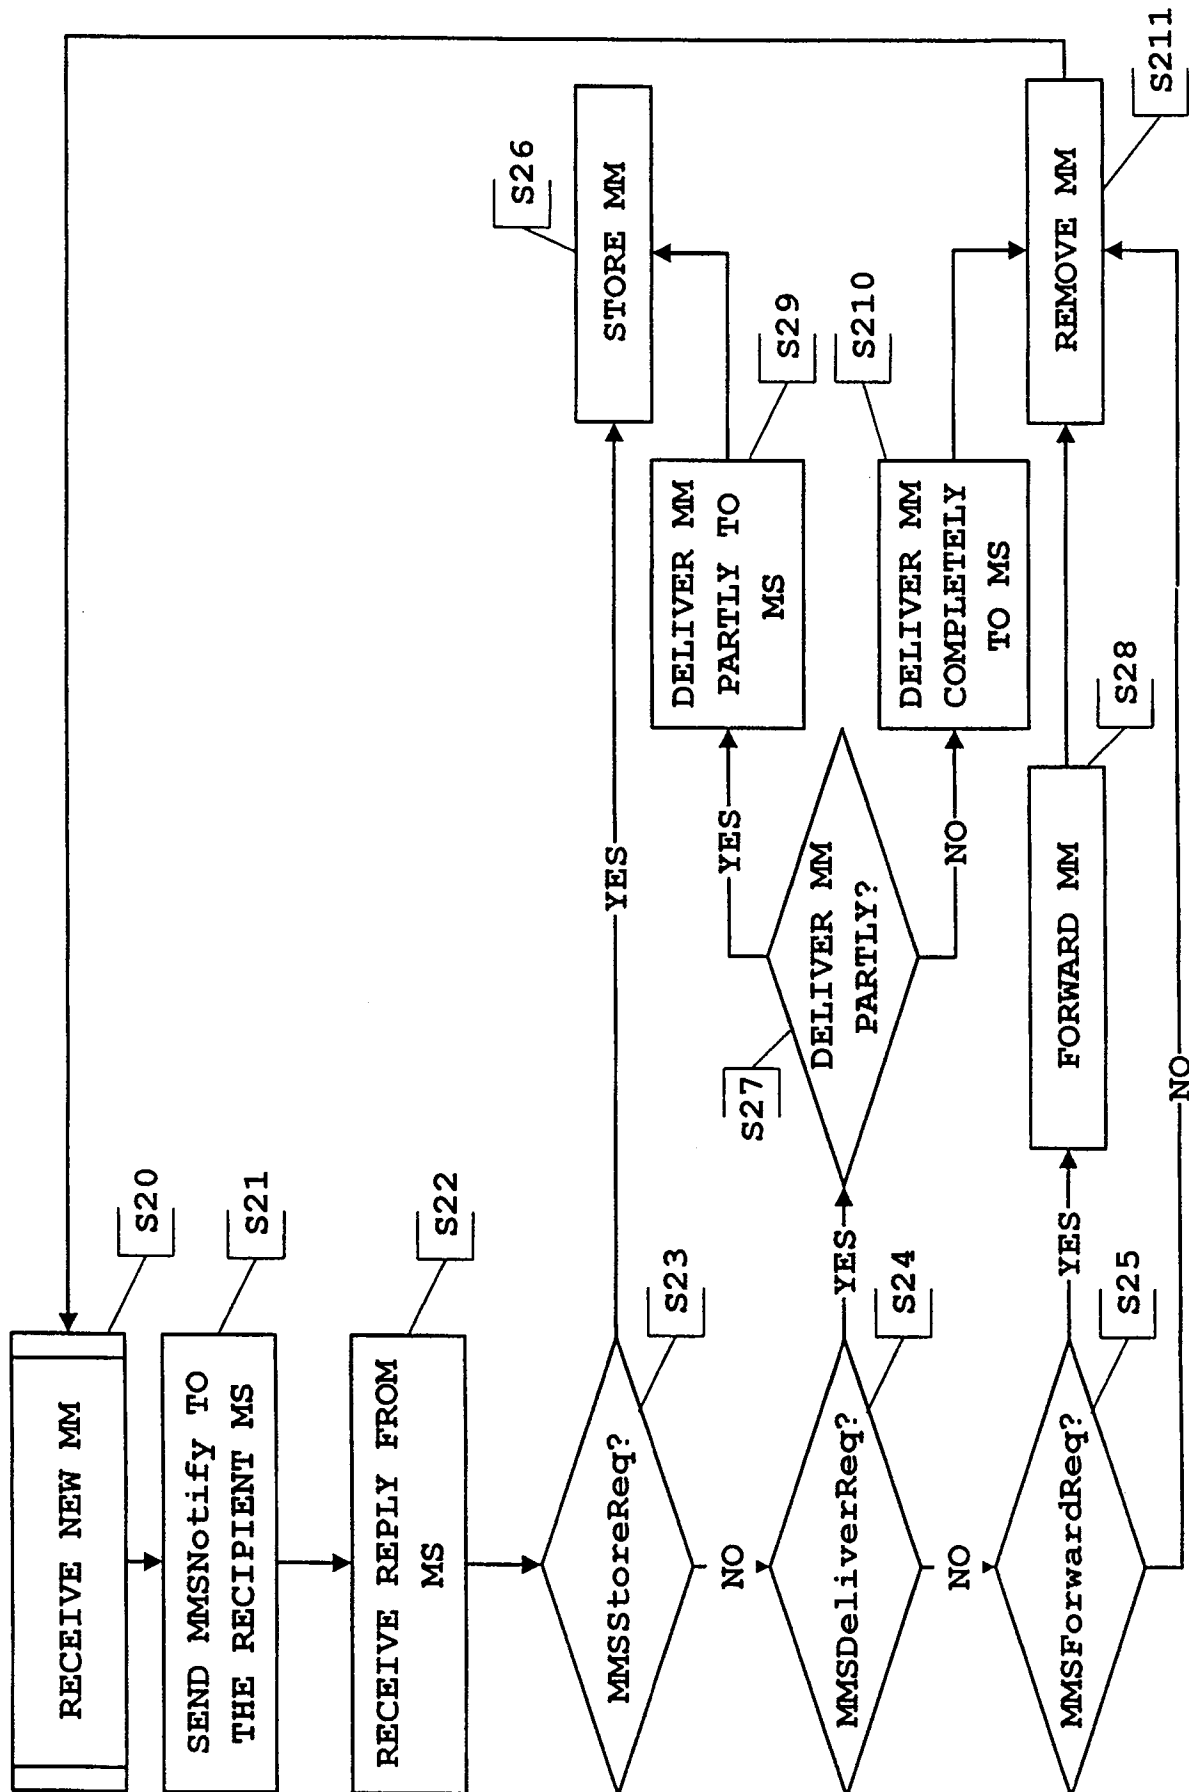 RECEIVE NEW MM
S20
SEND MMSNotify TO
THE RECIPIENT MS
S21
RECEIVE REPLY FROM
MS
S22
MMSStoreReq?
S23
YES
STORE MM
S26
NO
MMSDeliverReq?
S24
YES
DELIVER MM
PARTLY?
S27
YES
DELIVER MM
PARTLY TO
MS
S29
NO
DELIVER MM
COMPLETELY
TO MS
S210
NO
MMSForwardReq?
S25
YES
FORWARD MM
S28
REMOVE MM
S211
NO